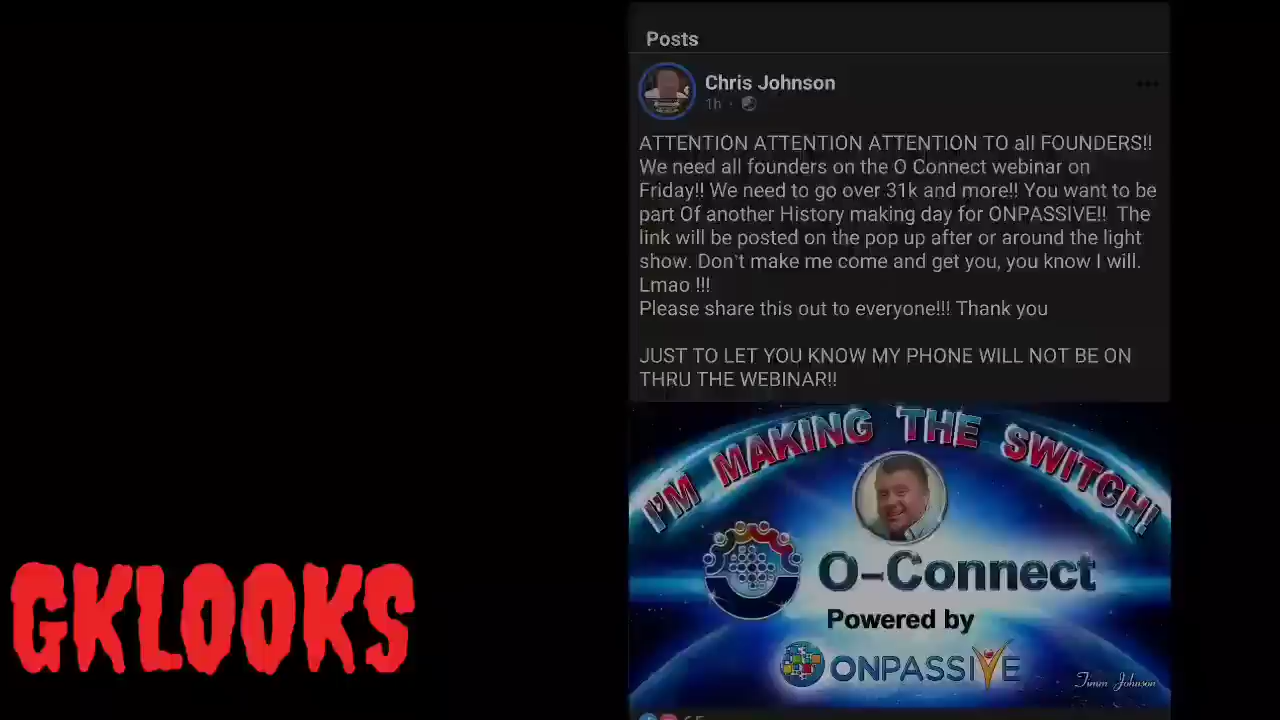 Posts
Chris Johnson
1h ·
ATTENTION ATTENTION ATTENTION TO all FOUNDERS!!
We need all founders on the O Connect webinar on
Friday!! We need to go over 31k and more!! You want to be
part Of another History making day for ONPASSIVE!! The
link will be posted on the pop up after or around the light
show. Don't make me come and get you, you know I will.
Lmao !!!
Please share this out to everyone!!! Thank you
JUST TO LET YOU KNOW MY PHONE WILL NOT BE ON
THRU THE WEBINAR!!
I'M MAKING THE SWITCH!
O-Connect
Powered by
ONPASSIVE
Timm Johnson
GKLOOKS